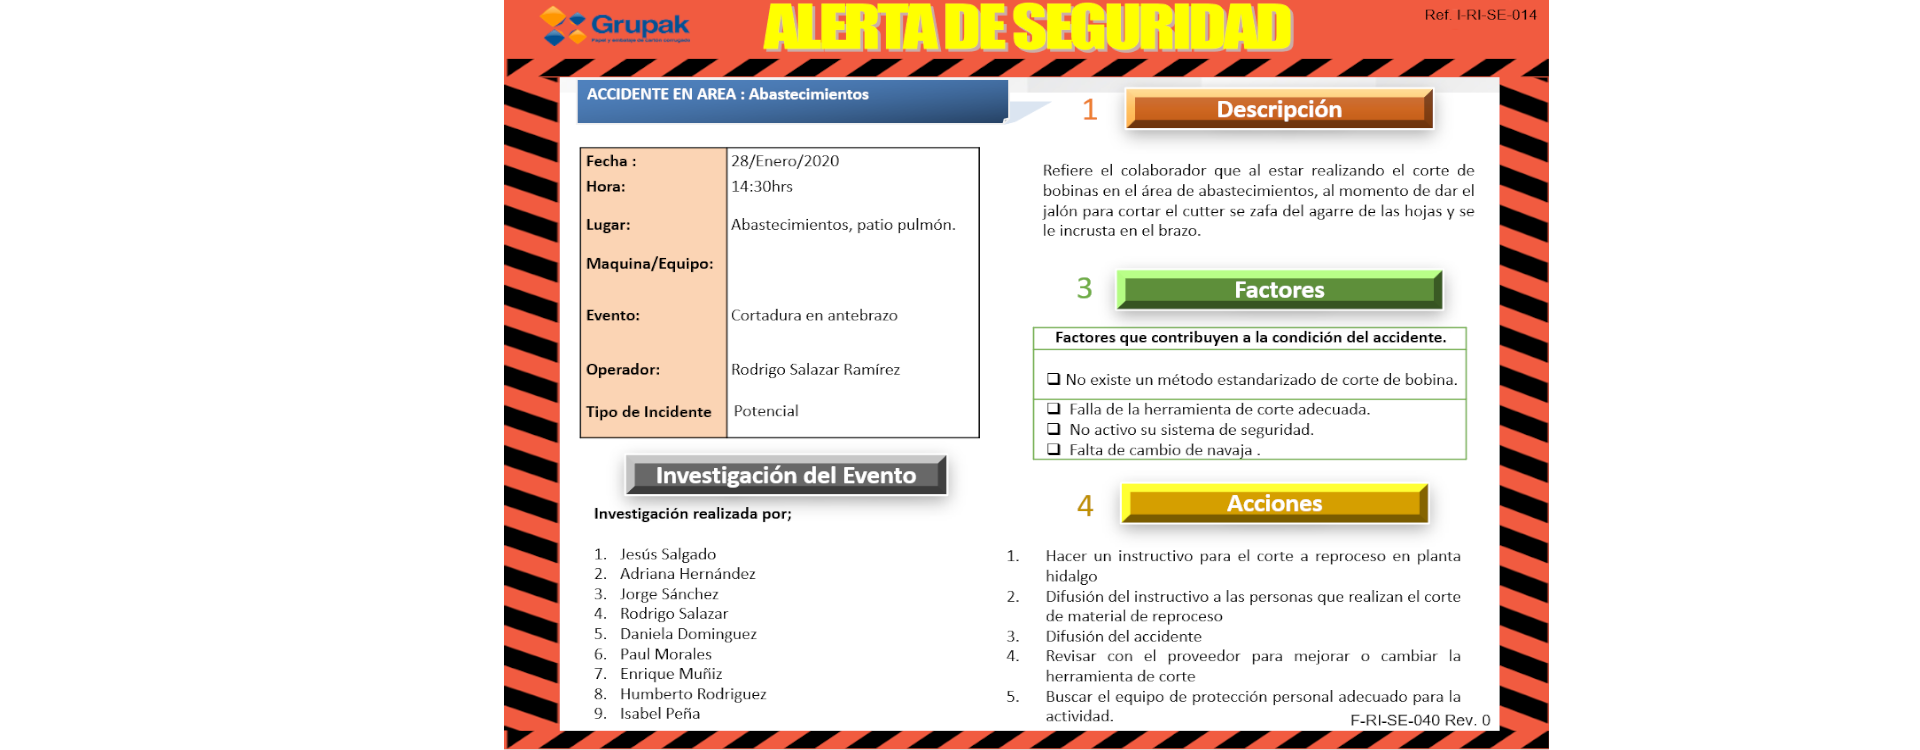 Grupak
Papel y embalaje de cartón corrugado
ALERTA DE SEGURIDAD
Ref. I-RI-SE-014
ACCIDENTE EN AREA : Abastecimientos
Fecha : 28/Enero/2020
Hora: 14:30hrs
Lugar: Abastecimientos, patio pulmón.
Maquina/Equipo:
Evento: Cortadura en antebrazo
Operador: Rodrigo Salazar Ramírez
Tipo de Incidente Potencial
Investigación del Evento
Investigación realizada por;
1. Jesús Salgado
2. Adriana Hernández
3. Jorge Sánchez
4. Rodrigo Salazar
5. Daniela Dominguez
6. Paul Morales
7. Enrique Muñiz
8. Humberto Rodriguez
9. Isabel Peña
1 Descripción
Refiere el colaborador que al estar realizando el corte de
bobinas en el área de abastecimientos, al momento de dar el
jalón para cortar el cutter se zafa del agarre de las hojas y se
le incrusta en el brazo.
3 Factores
Factores que contribuyen a la condición del accidente.
❑ No existe un método estandarizado de corte de bobina.
❑ Falla de la herramienta de corte adecuada.
❑ No activo su sistema de seguridad.
❑ Falta de cambio de navaja .
4 Acciones
1. Hacer un instructivo para el corte a reproceso en planta
hidalgo
2. Difusión del instructivo a las personas que realizan el corte
de material de reproceso
3. Difusión del accidente
4. Revisar con el proveedor para mejorar o cambiar la
herramienta de corte
5. Buscar el equipo de protección personal adecuado para la
actividad.
F-RI-SE-040 Rev. 0